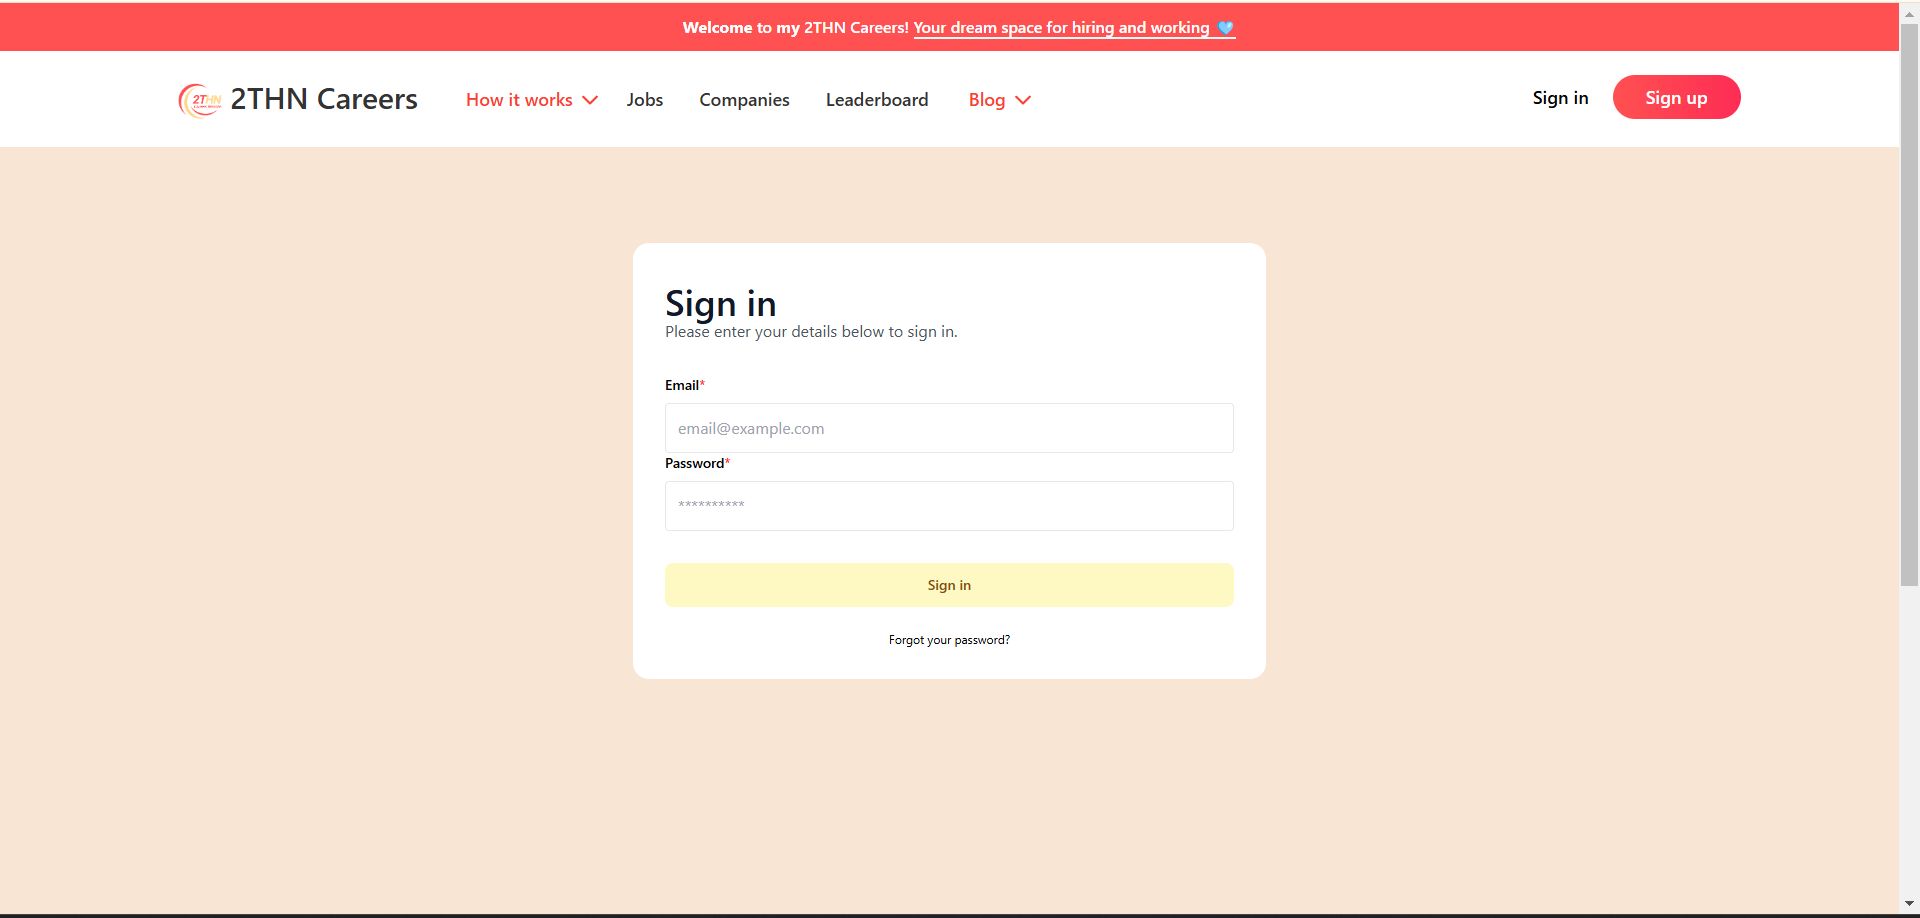 Welcome to my 2THN Careers! Your dream space for hiring and working 🩵
2THN
2THN Careers
How it works
Jobs
Companies
Leaderboard
Blog
Sign in
Sign up
Sign in
Please enter your details below to sign in.
Email*
email@example.com
Password*
**********
Sign in
Forgot your password?